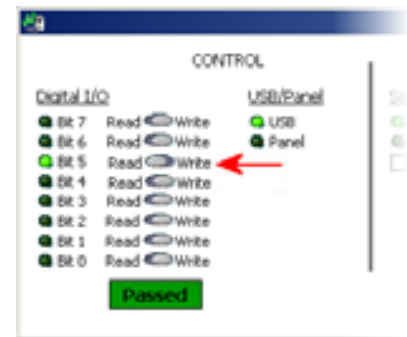 CONTROL
Digital I/O USB/Panel
Bit 7 Read Write USB
Bit 6 Read Write Panel
Bit 5 Read Write
Bit 4 Read Write
Bit 3 Read Write
Bit 2 Read Write
Bit 1 Read Write
Bit 0 Read Write
Passed